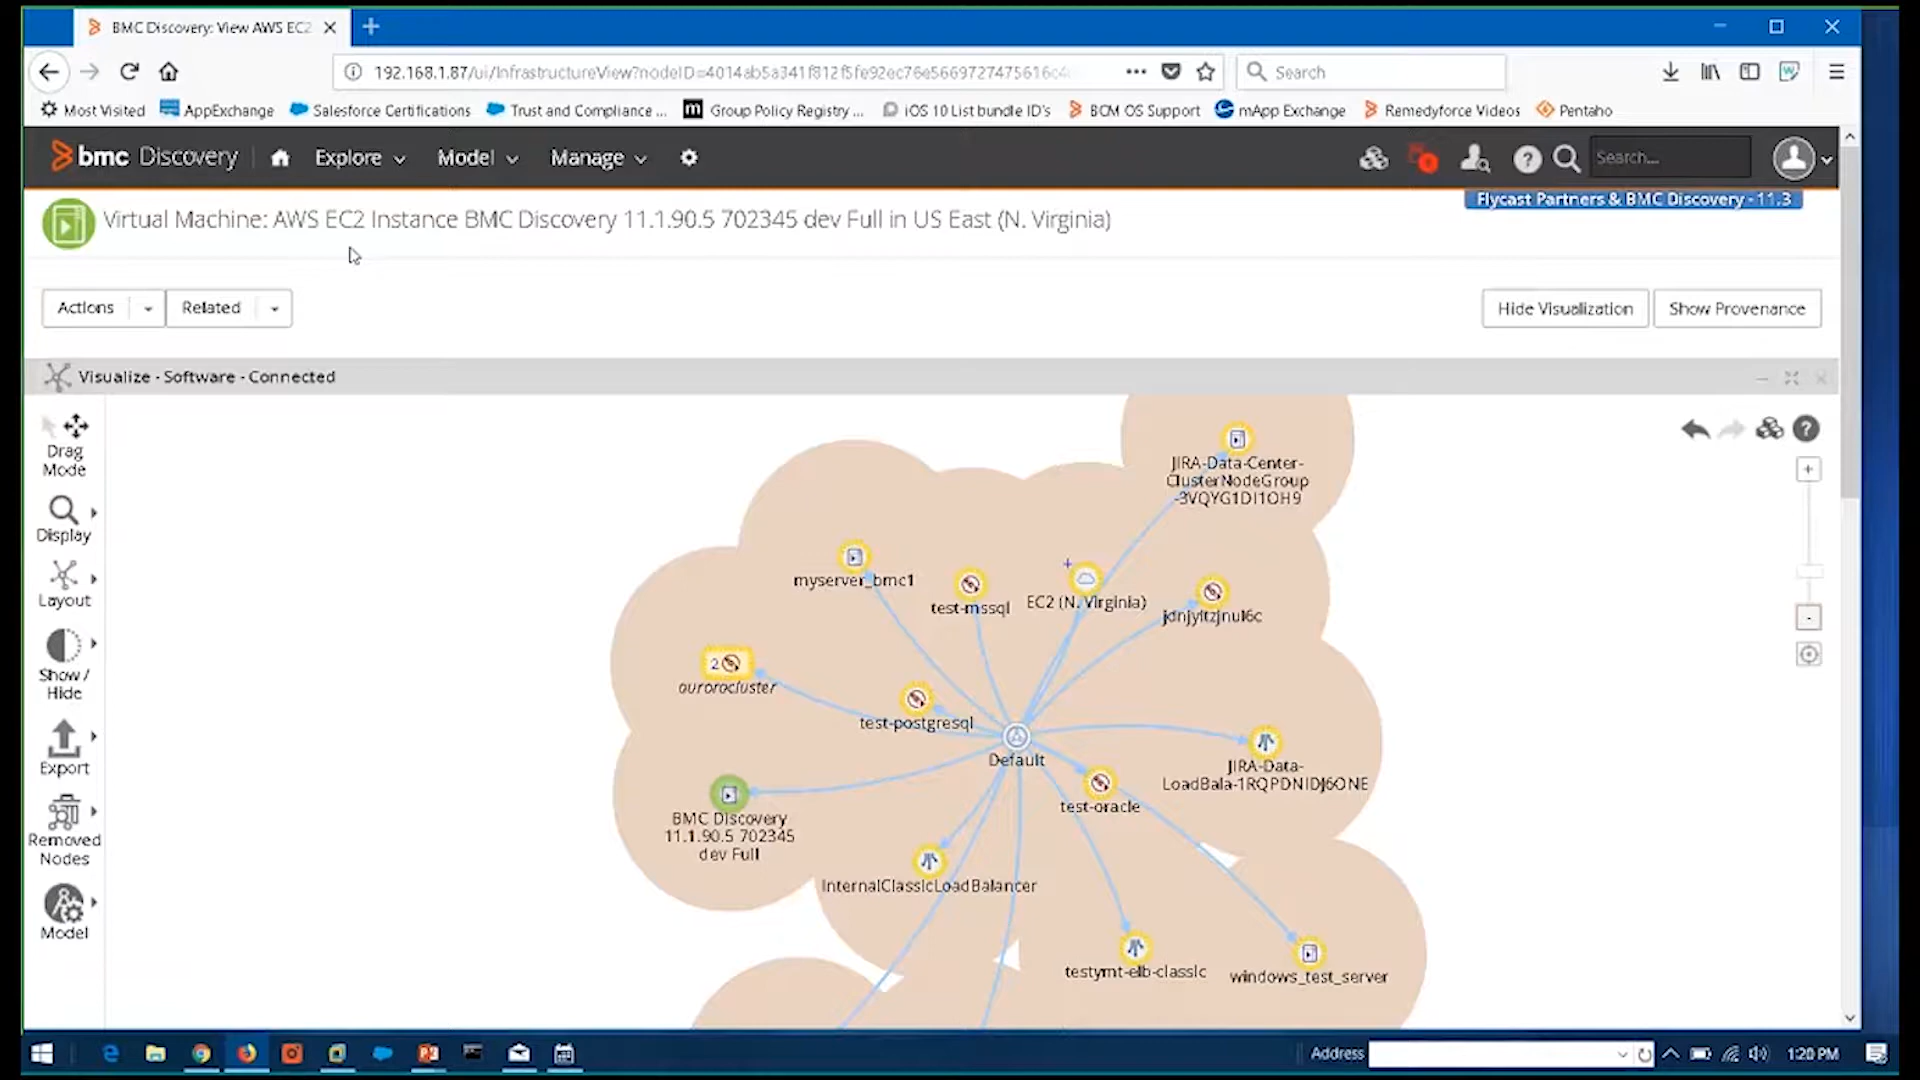 BMC Discovery: View AWS EC2
192.168.1.87/ui/InfrastructureView?nodeID=4014ab5a341f812f5fe92ec76e5669727475616c4
Search
Most Visited AppExchange Salesforce Certifications Trust and Compliance ... Group Policy Registry ... iOS 10 List bundle ID's BCM OS Support mApp Exchange Remedyforce Videos Pentaho
bmc Discovery Explore Model Manage Search...
Flycast Partners & BMC Discovery - 11.3
Virtual Machine: AWS EC2 Instance BMC Discovery 11.1.90.5 702345 dev Full in US East (N. Virginia)
Actions Related Hide Visualization Show Provenance
Visualize - Software - Connected
Drag
Mode
Display
Layout
Show /
Hide
Export
Removed
Nodes
Model
JIRA-Data-Center-
ClusterNodeGroup
-3VQYG1DI1OH9
myserver_bmc1
test-mssql
EC2 (N. Virginia)
jdnjyitzjnul6c
2
aurorocluster
test-postgresql
Default
JIRA-Data-
LoadBala-1RQPDNIDJ6ONE
test-oracle
BMC Discovery
11.1.90.5 702345
dev Full
InternalClassicLoadBalancer
testymt-elb-classic
windows_test_server
Address
1:20 PM